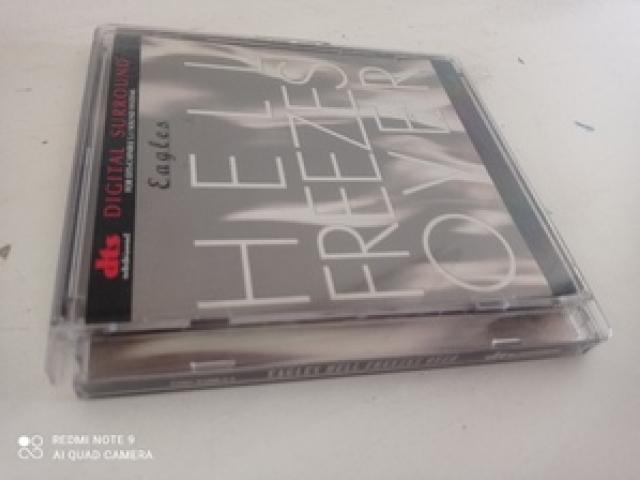 dts DIGITAL SURROUND
Eagles
HELL
FREEZES
OVER
EAGLES HELL FREEZES OVER
REDMI NOTE 9
AI QUAD CAMERA